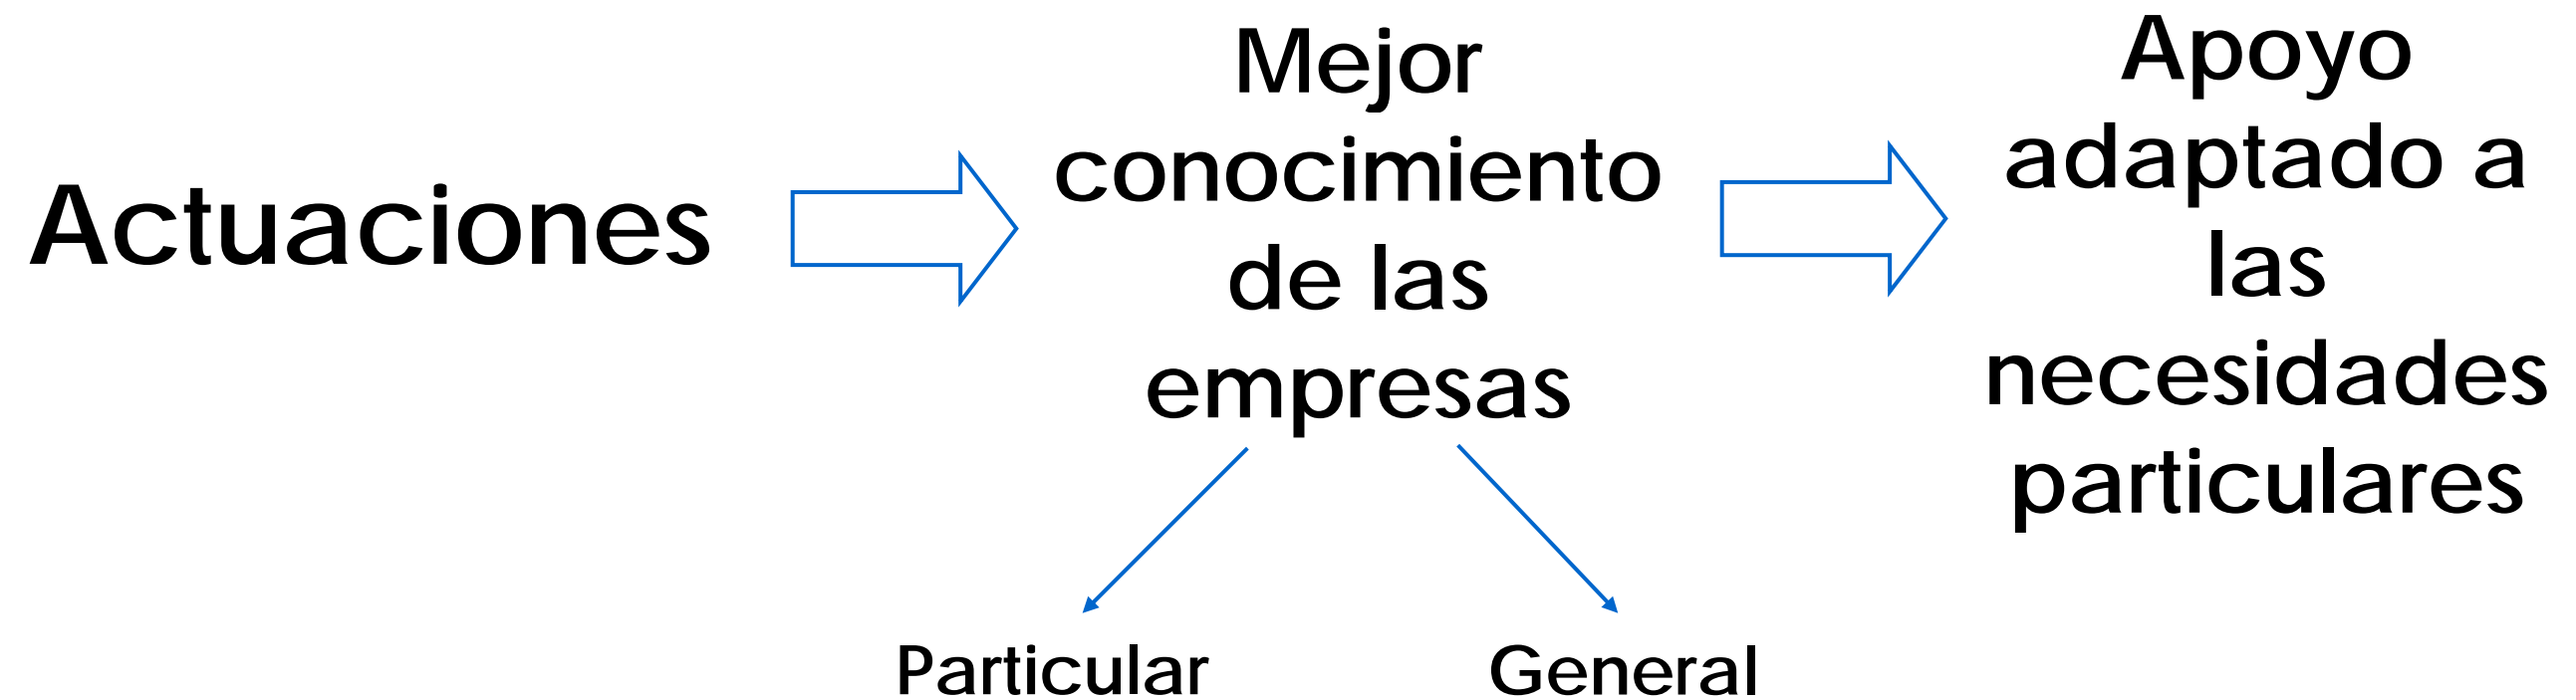 Actuaciones
Mejor
conocimiento
de las
empresas
Apoyo
adaptado a
las
necesidades
particulares
Particular
General